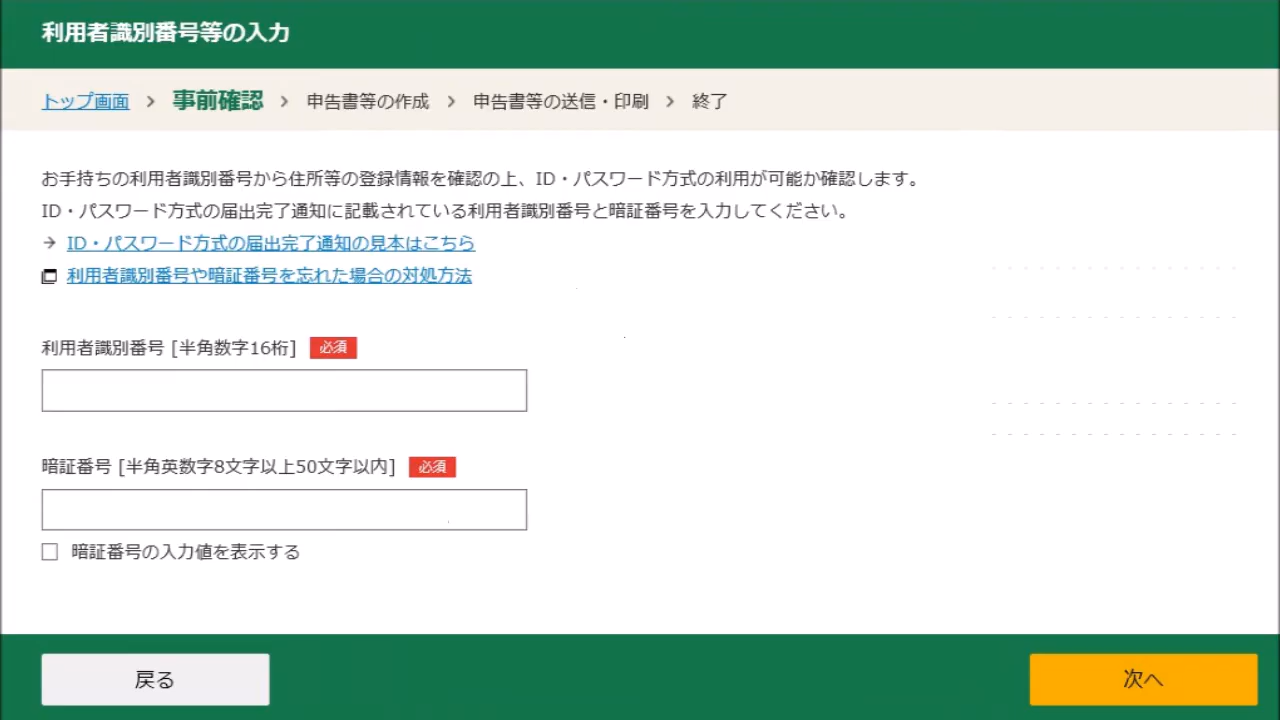 利用者識別番号等の入力
トップ画面 > 事前確認 > 申告書等の作成 > 申告書等の送信・印刷 > 終了
お手持ちの利用者識別番号から住所等の登録情報を確認の上、ID・パスワード方式の利用が可能か確認します。
ID・パスワード方式の届出完了通知に記載されている利用者識別番号と暗証番号を入力してください。
→ ID・パスワード方式の届出完了通知の見本はこちら
利用者識別番号や暗証番号を忘れた場合の対処方法
利用者識別番号 [半角数字16桁] 必須
暗証番号 [半角英数字8文字以上50文字以内] 必須
暗証番号の入力値を表示する
戻る 次へ